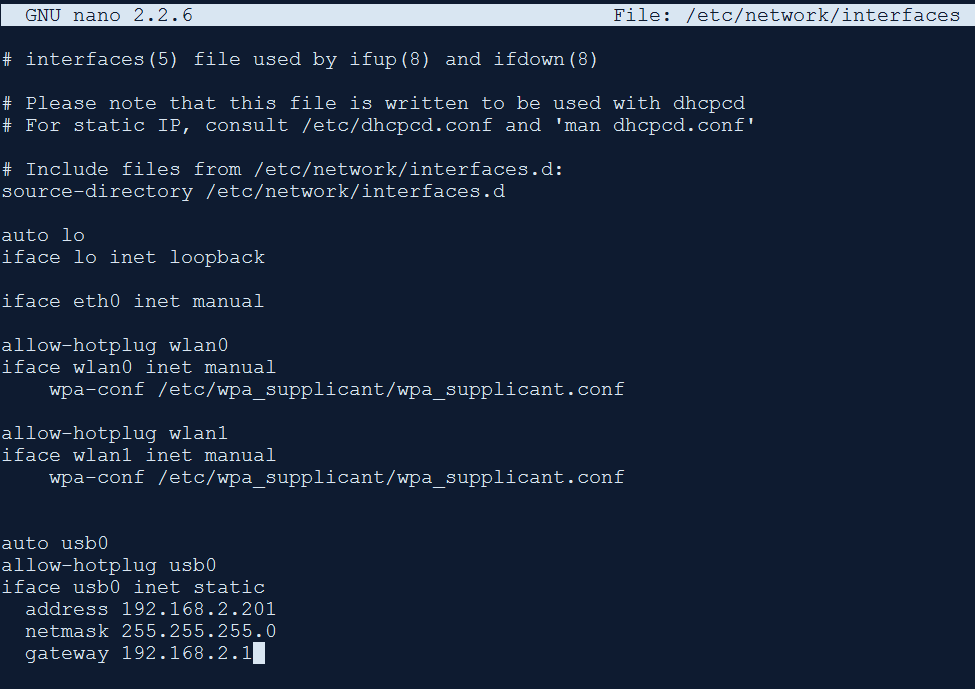 GNU nano 2.2.6 File: /etc/network/interfaces
# interfaces(5) file used by ifup(8) and ifdown(8)
# Please note that this file is written to be used with dhcpcd
# For static IP, consult /etc/dhcpcd.conf and 'man dhcpcd.conf'
# Include files from /etc/network/interfaces.d:
source-directory /etc/network/interfaces.d
auto lo
iface lo inet loopback
iface eth0 inet manual
allow-hotplug wlan0
iface wlan0 inet manual
    wpa-conf /etc/wpa_supplicant/wpa_supplicant.conf
allow-hotplug wlan1
iface wlan1 inet manual
    wpa-conf /etc/wpa_supplicant/wpa_supplicant.conf
auto usb0
allow-hotplug usb0
iface usb0 inet static
  address 192.168.2.201
  netmask 255.255.255.0
  gateway 192.168.2.1